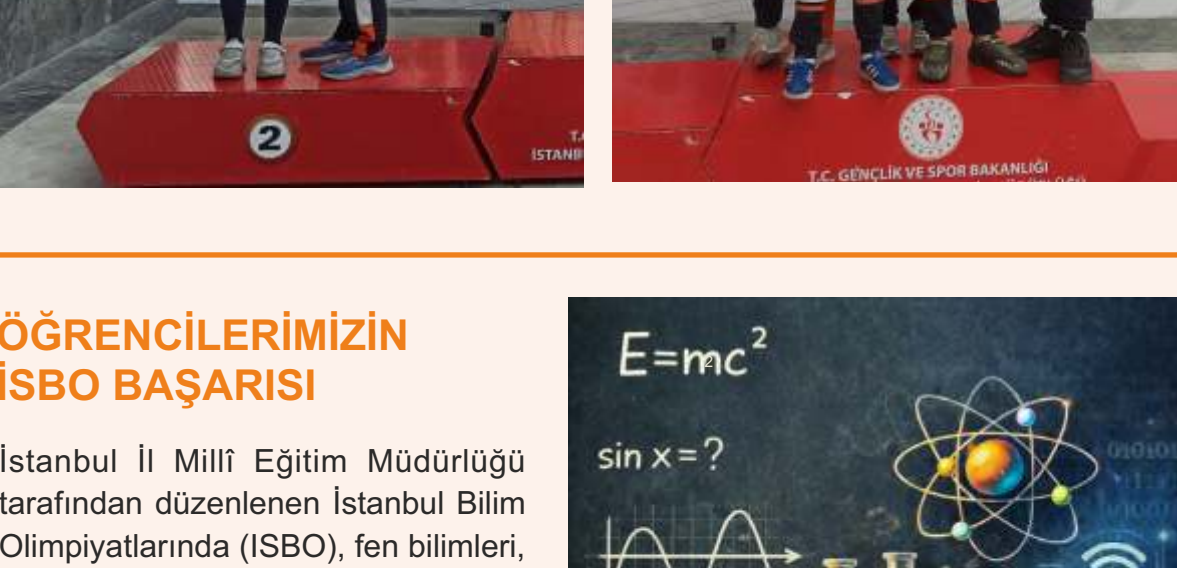 2
T.C. GENÇLİK VE SPOR BAKANLIĞI
ÖĞRENCİLERİMİZİN
İSBO BAŞARISI
İstanbul İl Millî Eğitim Müdürlüğü
tarafından düzenlenen İstanbul Bilim
Olimpiyatlarında (ISBO), fen bilimleri,
E=mc²
sin x = ?